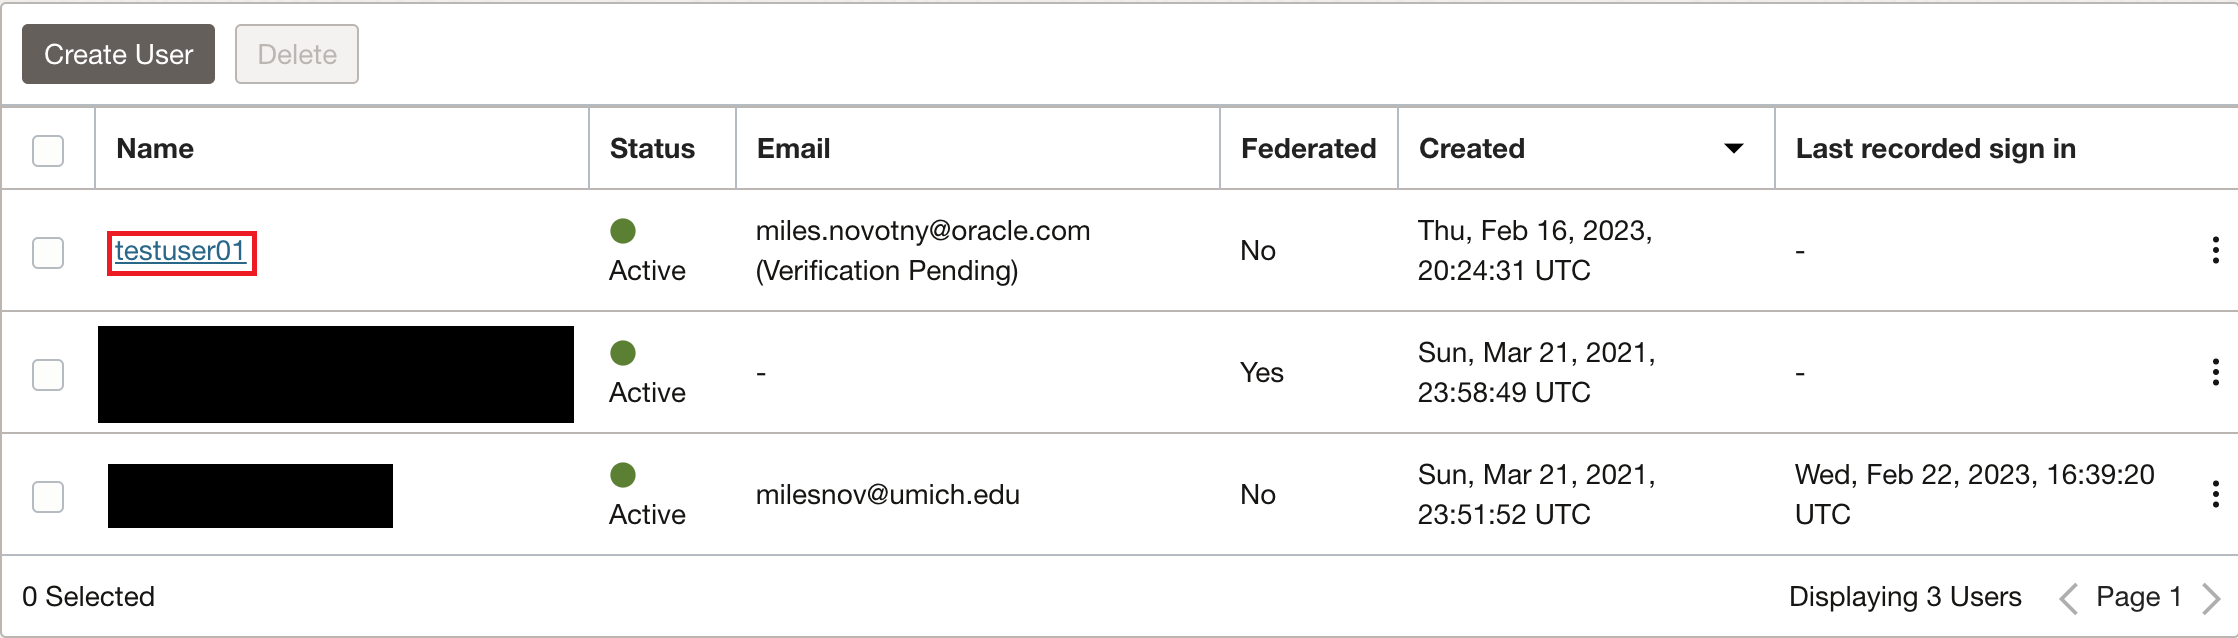 Create User Delete
Name Status Email Federated Created Last recorded sign in
testuser01 Active miles.novotny@oracle.com (Verification Pending) No Thu, Feb 16, 2023, 20:24:31 UTC -
Active - Yes Sun, Mar 21, 2021, 23:58:49 UTC -
Active milesnov@umich.edu No Sun, Mar 21, 2021, 23:51:52 UTC Wed, Feb 22, 2023, 16:39:20 UTC
0 Selected Displaying 3 Users Page 1